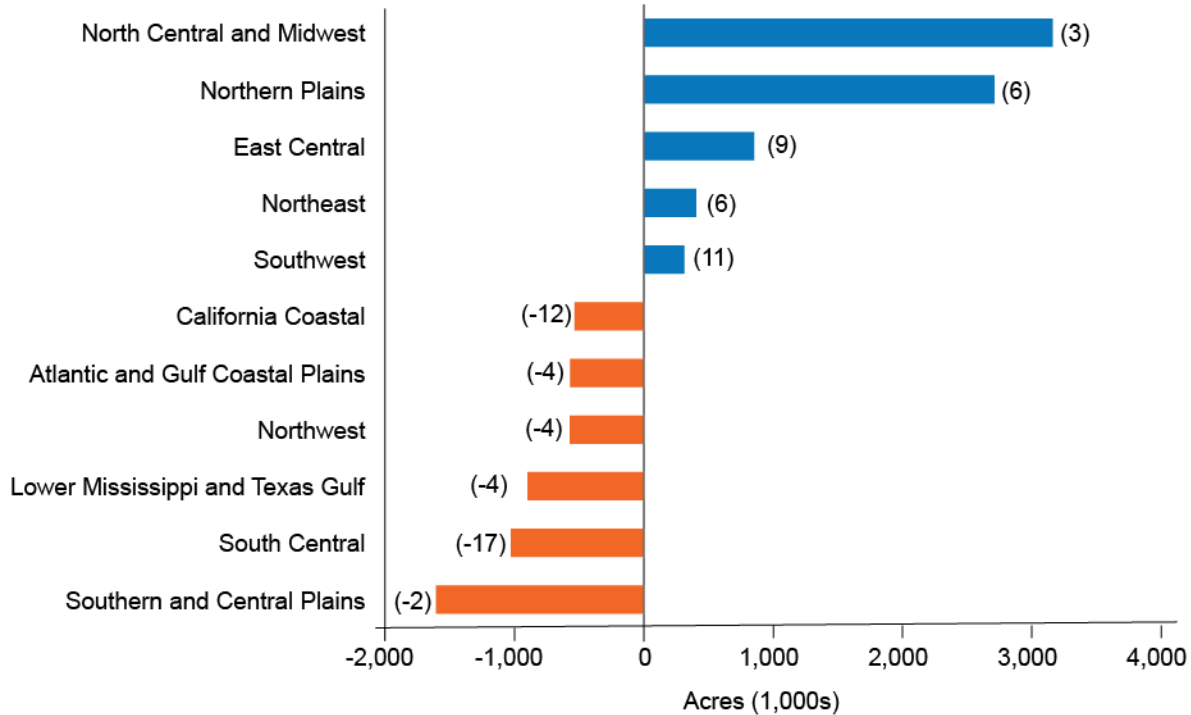 North Central and Midwest (3)
Northern Plains (6)
East Central (9)
Northeast (6)
Southwest (11)
California Coastal (-12)
Atlantic and Gulf Coastal Plains (-4)
Northwest (-4)
Lower Mississippi and Texas Gulf (-4)
South Central (-17)
Southern and Central Plains (-2)
-2,000 -1,000 0 1,000 2,000 3,000 4,000
Acres (1,000s)